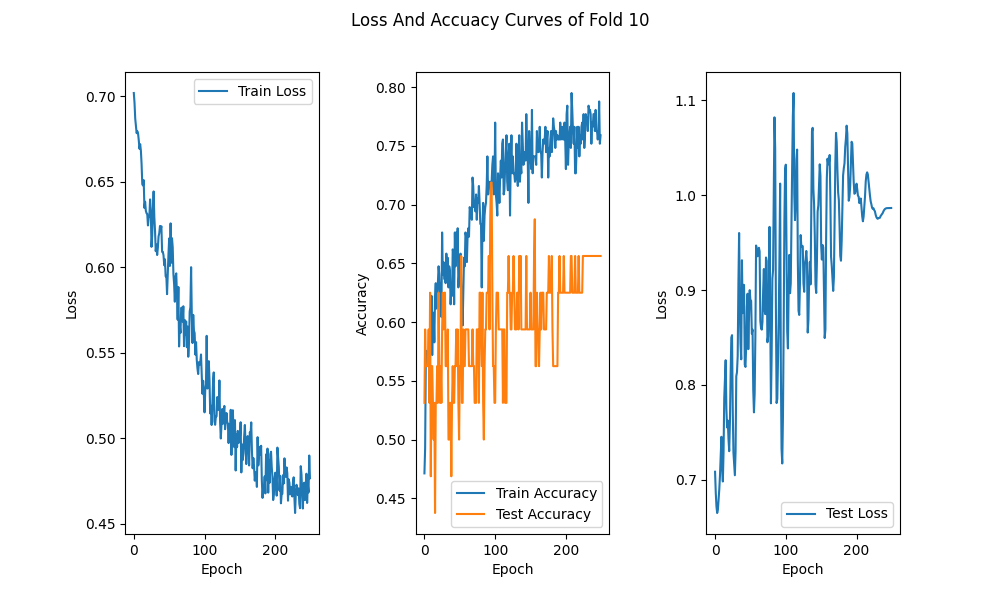 Loss And Accuacy Curves of Fold 10
Loss
0.70
0.65
0.60
0.55
0.50
0.45
0
100
200
Epoch
Train Loss
Accuracy
0.80
0.75
0.70
0.65
0.60
0.55
0.50
0.45
0
100
200
Epoch
Train Accuracy
Test Accuracy
Loss
1.1
1.0
0.9
0.8
0.7
0
100
200
Epoch
Test Loss